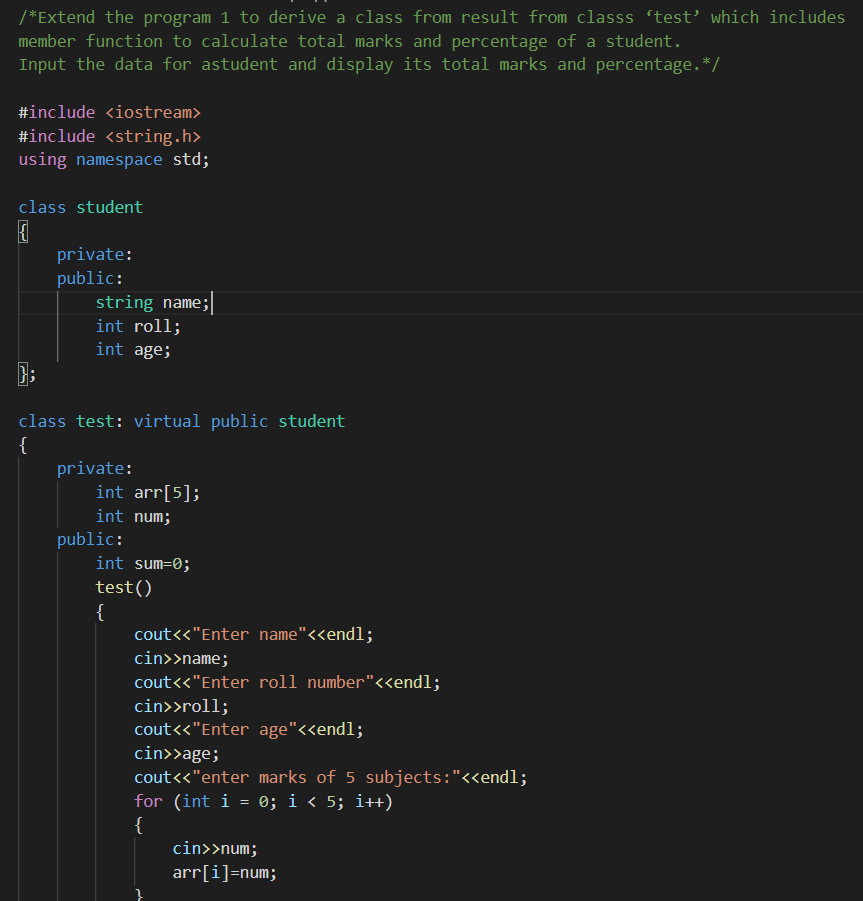 /*Extend the program 1 to derive a class from result from classs ‘test’ which includes
member function to calculate total marks and percentage of a student.
Input the data for astudent and display its total marks and percentage.*/
#include <iostream>
#include <string.h>
using namespace std;
class student
{
    private:
    public:
        string name;
        int roll;
        int age;
};
class test: virtual public student
{
    private:
        int arr[5];
        int num;
    public:
        int sum=0;
        test()
        {
            cout<<"Enter name"<<endl;
            cin>>name;
            cout<<"Enter roll number"<<endl;
            cin>>roll;
            cout<<"Enter age"<<endl;
            cin>>age;
            cout<<"enter marks of 5 subjects:"<<endl;
            for (int i = 0; i < 5; i++)
            {
                cin>>num;
                arr[i]=num;
            }